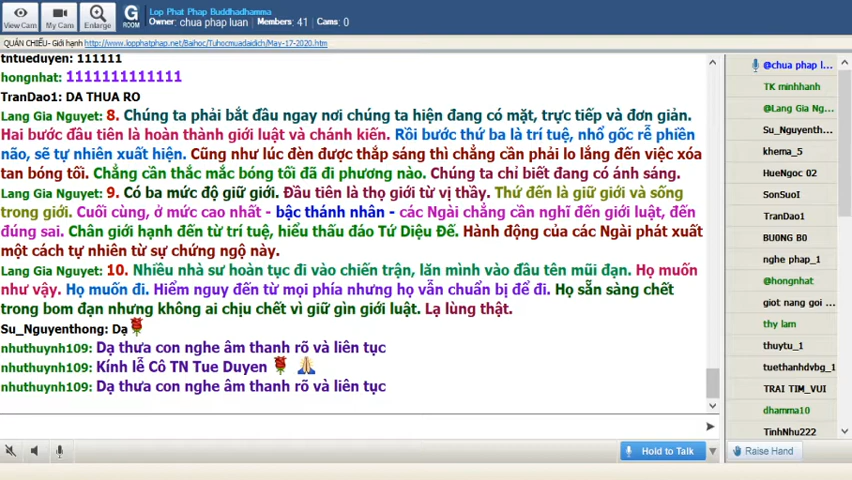 Lop Phat Phap Buddhadhamma
G ROOM Owner: chua phap luan Members: 41 Cams: 0
View Cam My Cam Enlarge
QUÁN CHIẾU- Giới hạnh http://www.lopphatphap.net/Baihoc/Tuhocmuadaidich/May-17-2020.htm
tntueduyen: 111111
hongnhat: 1111111111111
TranDao1: DA THUA RO
Lang Gia Nguyet: 8. Chúng ta phải bắt đầu ngay nơi chúng ta hiện đang có mặt, trực tiếp và đơn giản.
Hai bước đầu tiên là hoàn thành giới luật và chánh kiến. Rồi bước thứ ba là trí tuệ, nhổ gốc rễ phiền
não, sẽ tự nhiên xuất hiện. Cũng như lúc đèn được thắp sáng thì chẳng cần phải lo lắng đến việc xóa
tan bóng tối. Chẳng cần thắc mắc bóng tối đã đi phương nào. Chúng ta chỉ biết đang có ánh sáng.
Lang Gia Nguyet: 9. Có ba mức độ giữ giới. Đầu tiên là thọ giới từ vị thầy. Thứ đến là giữ giới và sống
trong giới. Cuối cùng, ở mức cao nhất - bậc thánh nhân - các Ngài chẳng cần nghĩ đến giới luật, đến
đúng sai. Chân giới hạnh đến từ trí tuệ, hiểu thấu đáo Tứ Diệu Đế. Hành động của các Ngài phát xuất
một cách tự nhiên từ sự chứng ngộ này.
Lang Gia Nguyet: 10. Nhiều nhà sư hoàn tục đi vào chiến trận, lăn mình vào đầu tên mũi đạn. Họ muốn
như vậy. Họ muốn đi. Hiểm nguy đến từ mọi phía nhưng họ vẫn chuẩn bị để đi. Họ sẵn sàng chết
trong bom đạn nhưng không ai chịu chết vì giữ gìn giới luật. Lạ lùng thật.
Su_Nguyenthong: Dạ
nhuthuynh109: Dạ thưa con nghe âm thanh rõ và liên tục
nhuthuynh109: Kính lễ Cô TN Tue Duyen
nhuthuynh109: Dạ thưa con nghe âm thanh rõ và liên tục
@chua phap l...
TK minhhanh
@Lang Gia Ng...
Su_Nguyenth...
khema_5
HueNgoc 02
SonSuoI
TranDao1
BU0NG B0
nghe phap_1
@hongnhat
giot nang goi ...
thy lam
thuytu_1
tuethanhdvbg_1
TRAI TIM_VUI
dhamma10
TinhNhu222
Hold to Talk
Raise Hand